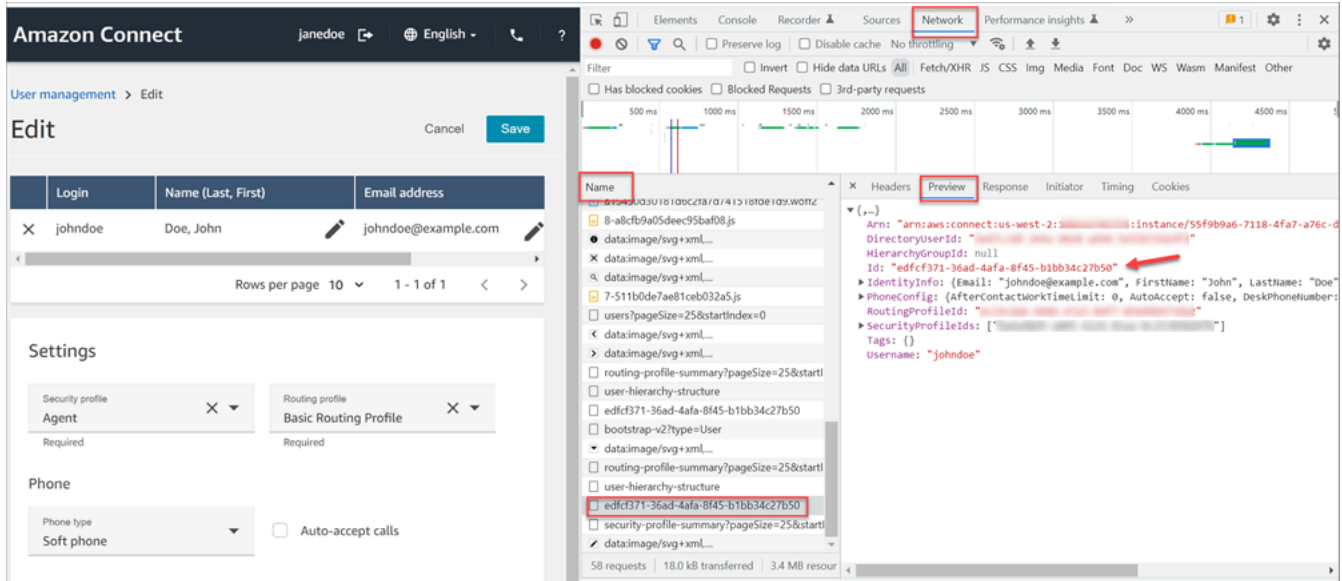 Amazon Connect
janedoe
English
?
User management > Edit
Edit
Cancel
Save
Login
Name (Last, First)
Email address
johndoe
Doe, John
johndoe@example.com
Rows per page 10
1 - 1 of 1
Settings
Security profile
Agent
Required
Routing profile
Basic Routing Profile
Required
Phone
Phone type
Soft phone
Auto-accept calls
Elements Console Recorder Sources Network Performance insights » 1
Preserve log Disable cache No throttling
Filter Invert Hide data URLs All Fetch/XHR JS CSS Img Media Font Doc WS Wasm Manifest Other
Has blocked cookies Blocked Requests 3rd-party requests
500 ms 1000 ms 1500 ms 2000 ms 2500 ms 3000 ms 3500 ms 4000 ms 4500 ms
Name
8-a8cfb9a05deec95baf08.js
data:image/svg+xml,...
data:image/svg+xml,...
data:image/svg+xml,...
7-511b0de7ae81ceb032a5.js
users?pageSize=25&startIndex=0
data:image/svg+xml,...
data:image/svg+xml,...
routing-profile-summary?pageSize=25&startI
user-hierarchy-structure
edfcf371-36ad-4afa-8f45-b1bb34c27b50
bootstrap-v2?type=User
data:image/svg+xml,...
routing-profile-summary?pageSize=25&startI
user-hierarchy-structure
edfcf371-36ad-4afa-8f45-b1bb34c27b50
security-profile-summary?pageSize=25&starti
data:image/svg+xml,...
58 requests 18.0 kB transferred 3.4 MB resour
Headers Preview Response Initiator Timing Cookies
{,…}
Arn: "arn:aws:connect:us-west-2: :instance/55f9b9a6-7118-4fa7-a76c-d
DirectoryUserId: "
HierarchyGroupId: null
Id: "edfcf371-36ad-4afa-8f45-b1bb34c27b50"
IdentityInfo: {Email: "johndoe@example.com", FirstName: "John", LastName: "Doe"
PhoneConfig: {AfterContactWorkTimeLimit: 0, AutoAccept: false, DeskPhoneNumber:
RoutingProfileId: " "
SecurityProfileIds: [" "]
Tags: {}
Username: "johndoe"